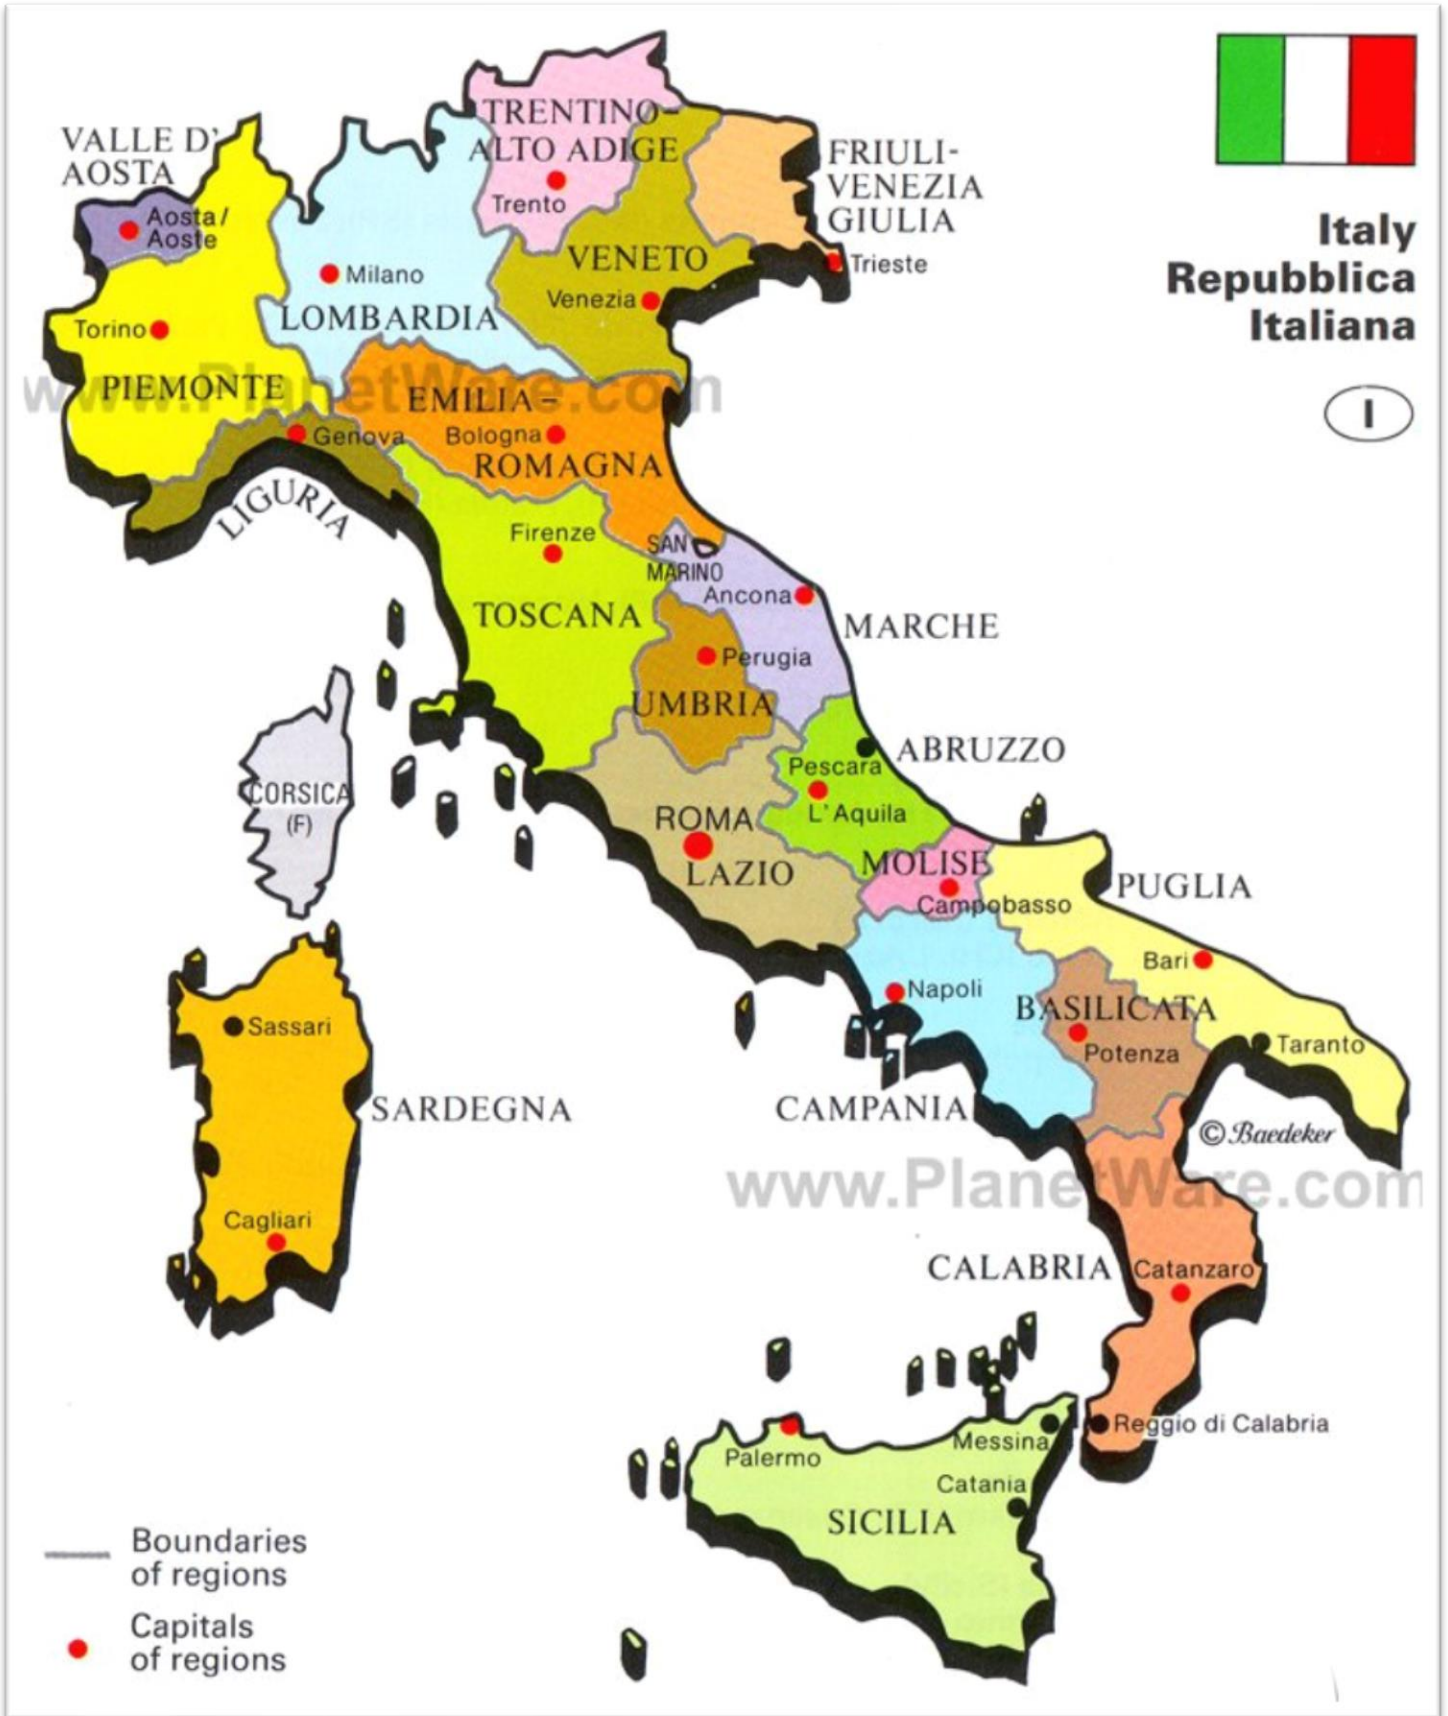 TRENTINO-
ALTO ADIGE
Trento
VALLE D'
AOSTA
Aosta/
Aoste
FRIULI-
VENEZIA
GIULIA
Trieste
Italy
Repubblica
Italiana
I
VENETO
Venezia
Milano
LOMBARDIA
Torino
PIEMONTE
www.PlanetWare.com
EMILIA-
Bologna
ROMAGNA
Genova
LIGURIA
Firenze
TOSCANA
SAN
MARINO
Ancona
MARCHE
Perugia
UMBRIA
CORSICA
(F)
ABRUZZO
Pescara
L'Aquila
ROMA
LAZIO
MOLISE
Campobasso
PUGLIA
Bari
Napoli
BASILICATA
Potenza
Taranto
CAMPANIA
Sassari
SARDEGNA
Cagliari
© Baedeker
www.PlanetWare.com
CALABRIA
Catanzaro
Reggio di Calabria
Messina
Palermo
Catania
SICILIA
Boundaries
of regions
Capitals
of regions